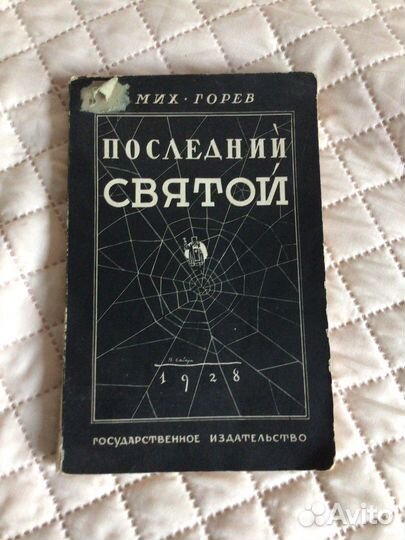 МИХ · ГОРЕВ
ПОСЛЕДНИЙ
СВЯТОЙ
1928
ГОСУДАРСТВЕННОЕ ИЗДАТЕЛЬСТВО
Avito